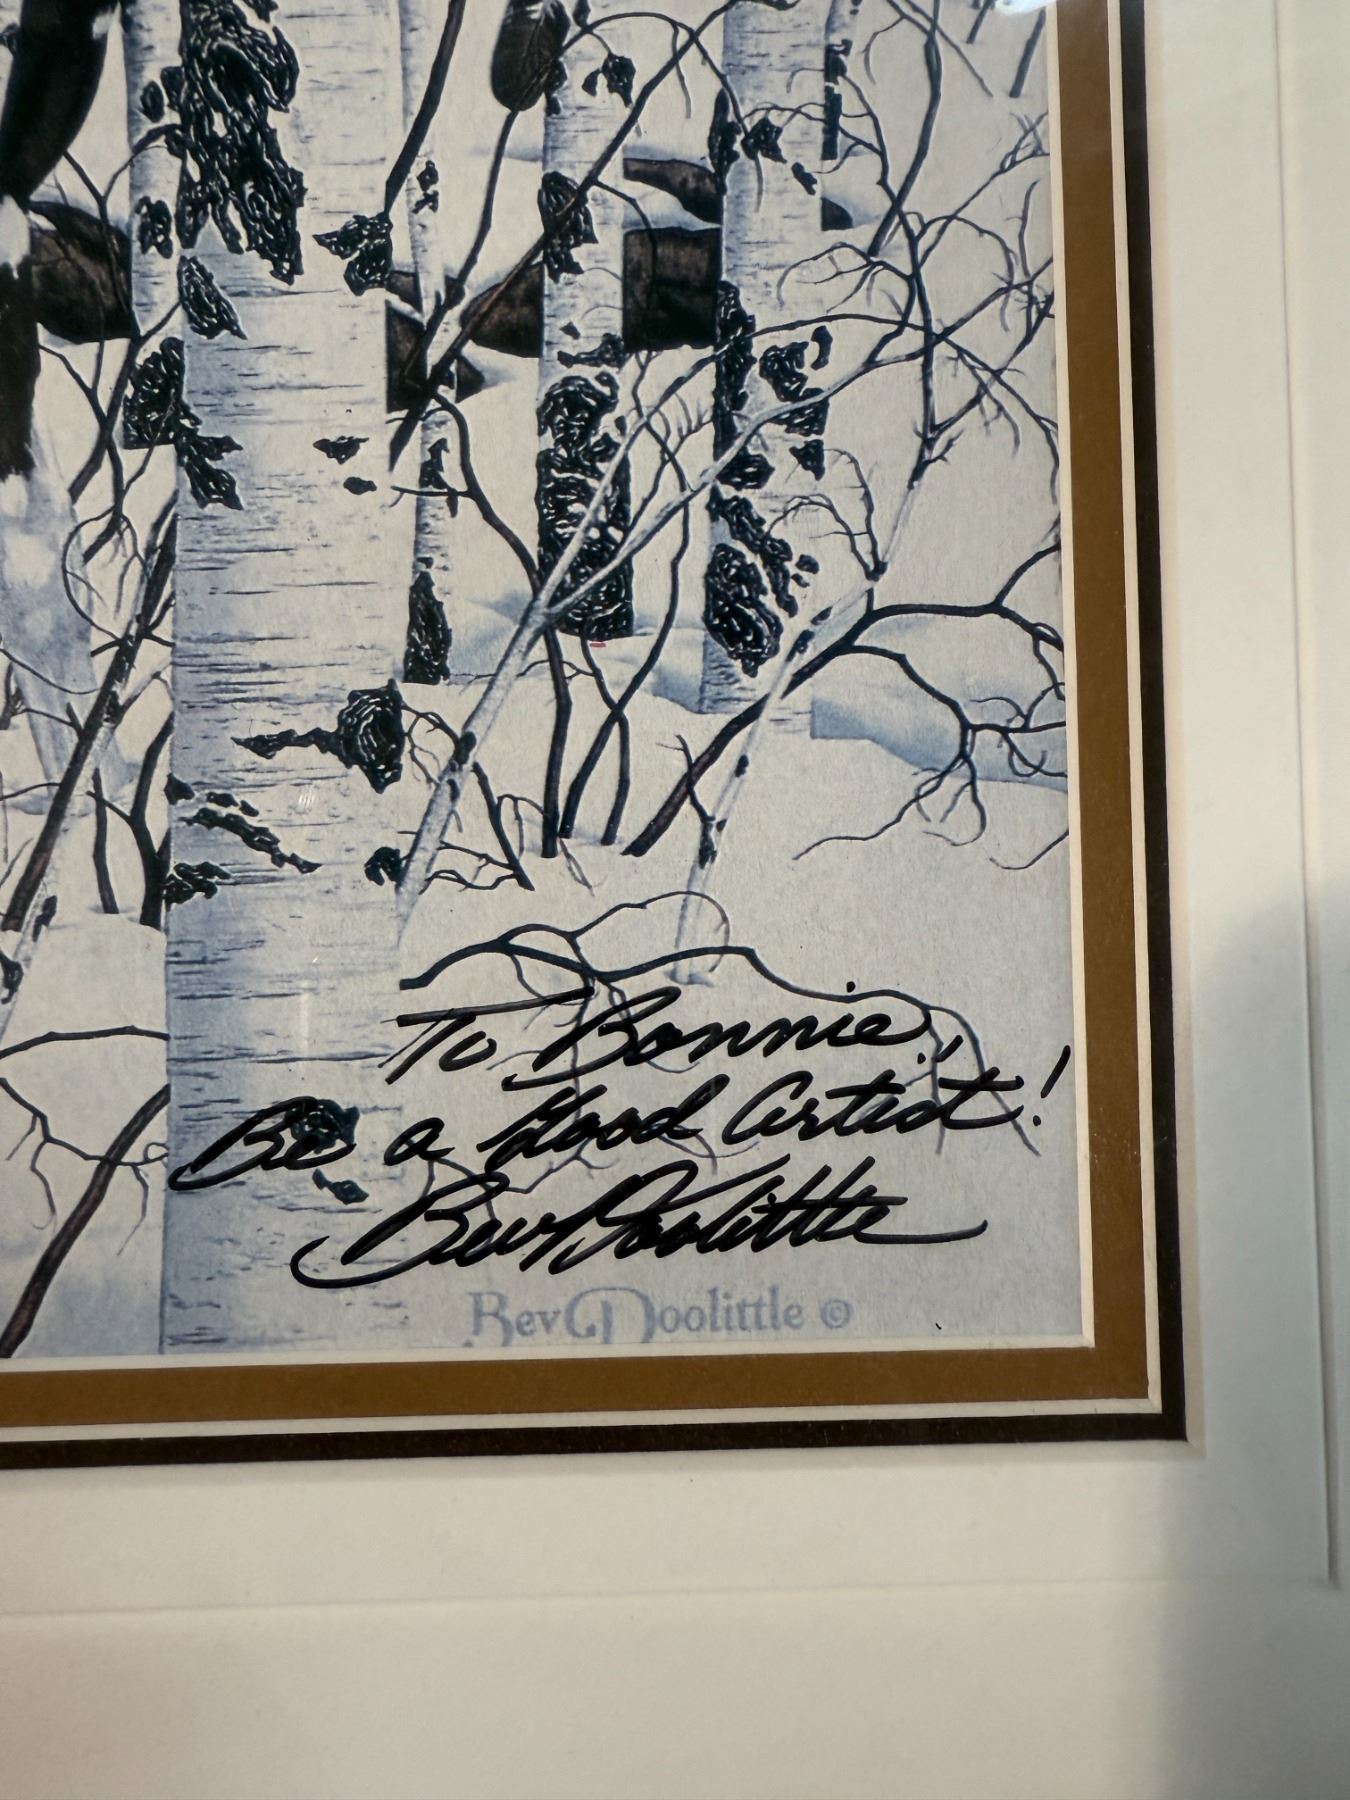 To Bonnie,
Be a Good Artist!
Bev Doolittle
Bev Doolittle ©